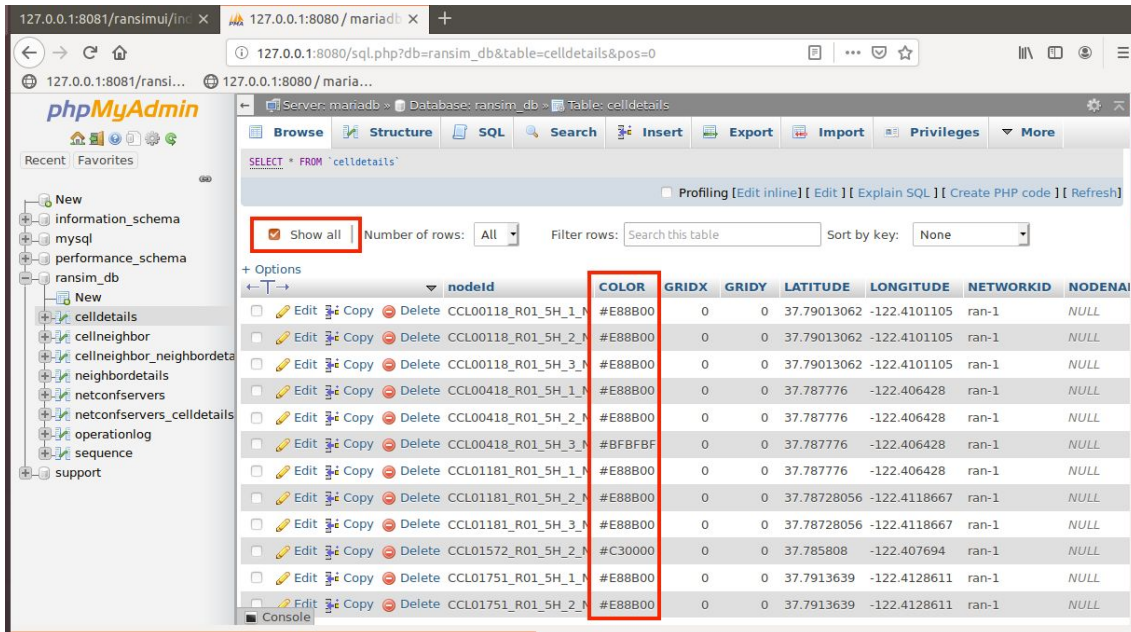 127.0.0.1:8081/ransimui/ind
127.0.0.1:8080 / mariadb
127.0.0.1:8080/sql.php?db=ransim_db&table=celldetails&pos=0
127.0.0.1:8081/ransi...
127.0.0.1:8080 / maria...
phpMyAdmin
Recent Favorites
New
information_schema
mysql
performance_schema
ransim_db
New
celldetails
cellneighbor
cellneighbor_neighbordeta
neighbordetails
netconfservers
netconfservers_celldetails
operationlog
sequence
support
Server: mariadb » Database: ransim_db » Table: celldetails
Browse Structure SQL Search Insert Export Import Privileges More
SELECT * FROM `celldetails`
Profiling [Edit inline] [ Edit ] [ Explain SQL ] [ Create PHP code ] [ Refresh]
Show all Number of rows: All Filter rows: Search this table Sort by key: None
+ Options
nodeId COLOR GRIDX GRIDY LATITUDE LONGITUDE NETWORKID NODENA
Edit Copy Delete CCL00118_R01_5H_1_N #E88B00 0 0 37.79013062 -122.4101105 ran-1 NULL
Edit Copy Delete CCL00118_R01_5H_2_N #E88B00 0 0 37.79013062 -122.4101105 ran-1 NULL
Edit Copy Delete CCL00118_R01_5H_3_N #E88B00 0 0 37.79013062 -122.4101105 ran-1 NULL
Edit Copy Delete CCL00418_R01_5H_1_N #E88B00 0 0 37.787776 -122.406428 ran-1 NULL
Edit Copy Delete CCL00418_R01_5H_2_N #E88B00 0 0 37.787776 -122.406428 ran-1 NULL
Edit Copy Delete CCL00418_R01_5H_3_N #BFBFBF 0 0 37.787776 -122.406428 ran-1 NULL
Edit Copy Delete CCL01181_R01_5H_1_N #E88B00 0 0 37.787776 -122.406428 ran-1 NULL
Edit Copy Delete CCL01181_R01_5H_2_N #E88B00 0 0 37.78728056 -122.4118667 ran-1 NULL
Edit Copy Delete CCL01181_R01_5H_3_N #E88B00 0 0 37.78728056 -122.4118667 ran-1 NULL
Edit Copy Delete CCL01572_R01_5H_2_N #C30000 0 0 37.785808 -122.407694 ran-1 NULL
Edit Copy Delete CCL01751_R01_5H_1_N #E88B00 0 0 37.7913639 -122.4128611 ran-1 NULL
Edit Copy Delete CCL01751_R01_5H_2_N #E88B00 0 0 37.7913639 -122.4128611 ran-1 NULL
Console